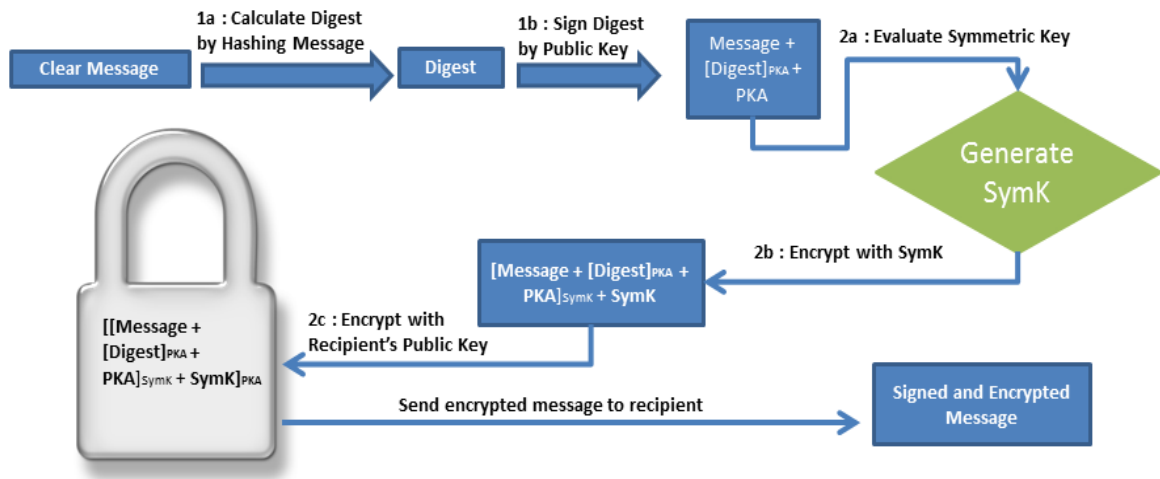 1a : Calculate Digest
by Hashing Message
1b : Sign Digest
by Public Key
2a : Evaluate Symmetric Key
Clear Message
Digest
Message +
[Digest]PKA +
PKA
Generate
SymK
2b : Encrypt with SymK
[Message + [Digest]PKA +
PKA]SymK + SymK
2c : Encrypt with
Recipient's Public Key
[[Message +
[Digest]PKA +
PKA]SymK + SymK]PKA
Send encrypted message to recipient
Signed and Encrypted
Message